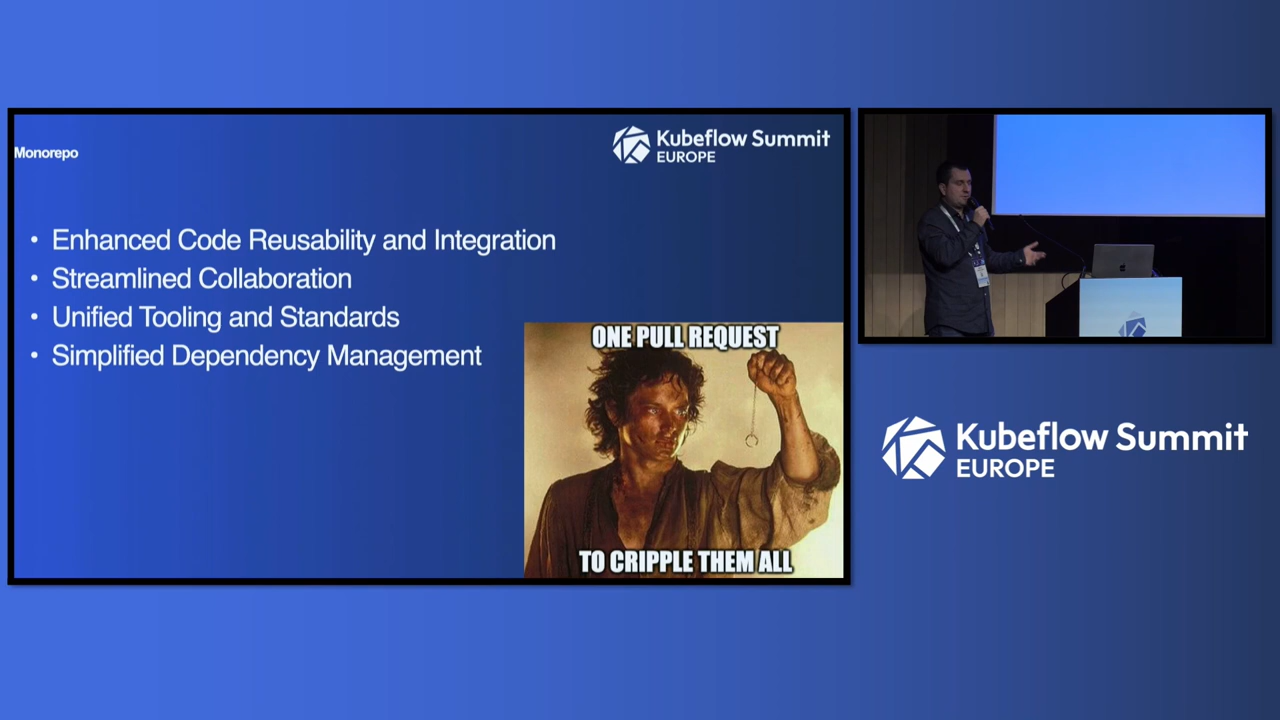 Monorepo
Kubeflow Summit
EUROPE
• Enhanced Code Reusability and Integration
• Streamlined Collaboration
• Unified Tooling and Standards
• Simplified Dependency Management
ONE PULL REQUEST
TO CRIPPLE THEM ALL
Kubeflow Summit
EUROPE